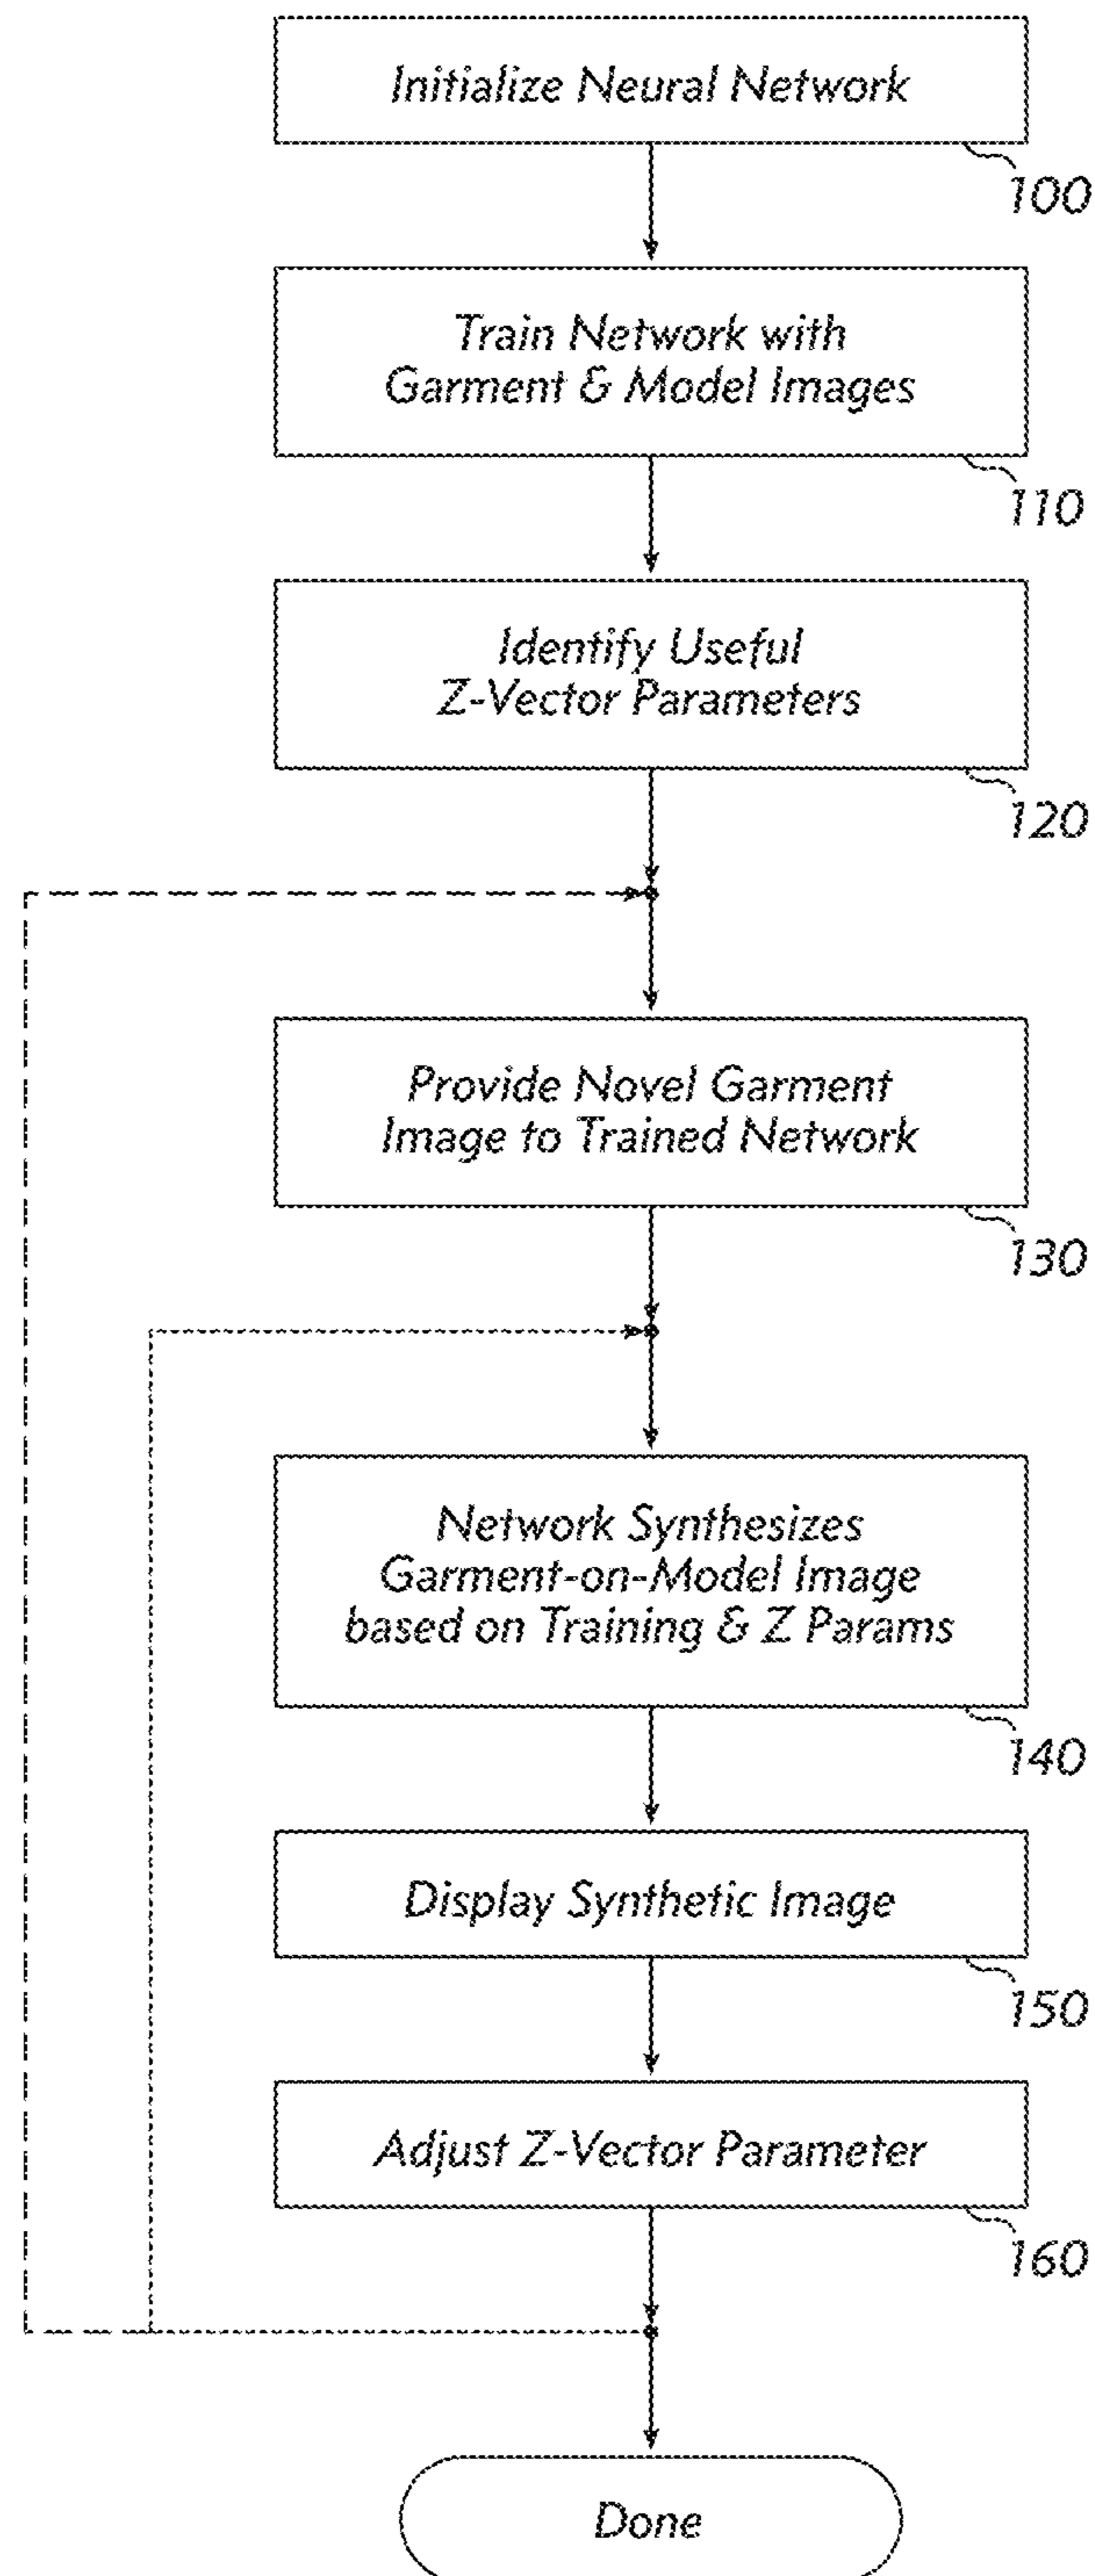 Initialize Neural Network
100
Train Network with
Garment & Model Images
110
Identify Useful
Z-Vector Parameters
120
Provide Novel Garment
Image to Trained Network
130
Network Synthesizes
Garment-on-Model Image
based on Training & Z Params
140
Display Synthetic Image
150
Adjust Z-Vector Parameter
160
Done